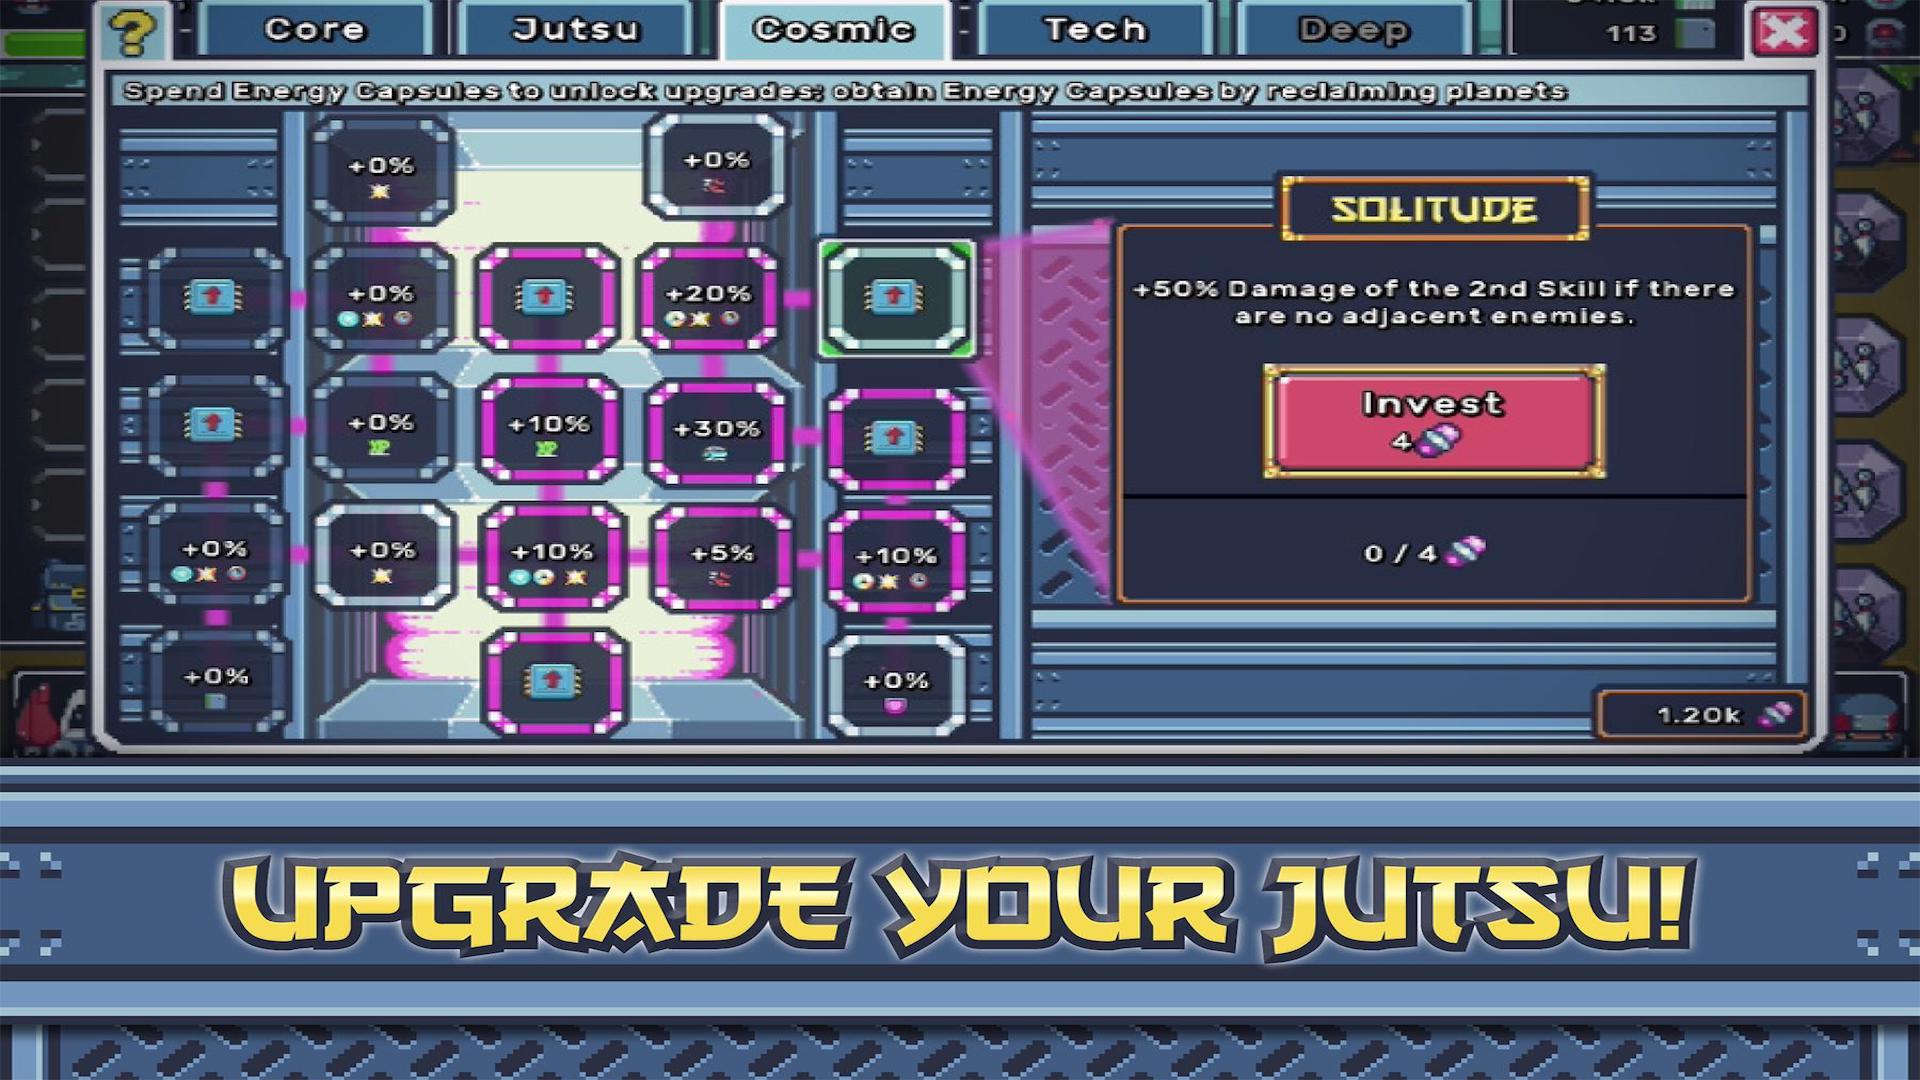 ?
Core
Jutsu
Cosmic
Tech
Deep
113
Spend Energy Capsules to unlock upgrades; obtain Energy Capsules by reclaiming planets
+0%
+0%
+0%
+20%
+0%
XP
+10%
XP
+30%
+0%
+0%
+10%
+5%
+10%
+0%
+0%
SOLITUDE
+50% Damage of the 2nd Skill if there
are no adjacent enemies.
Invest
4
0 / 4
1.20k
UPGRADE YOUR JUTSU!